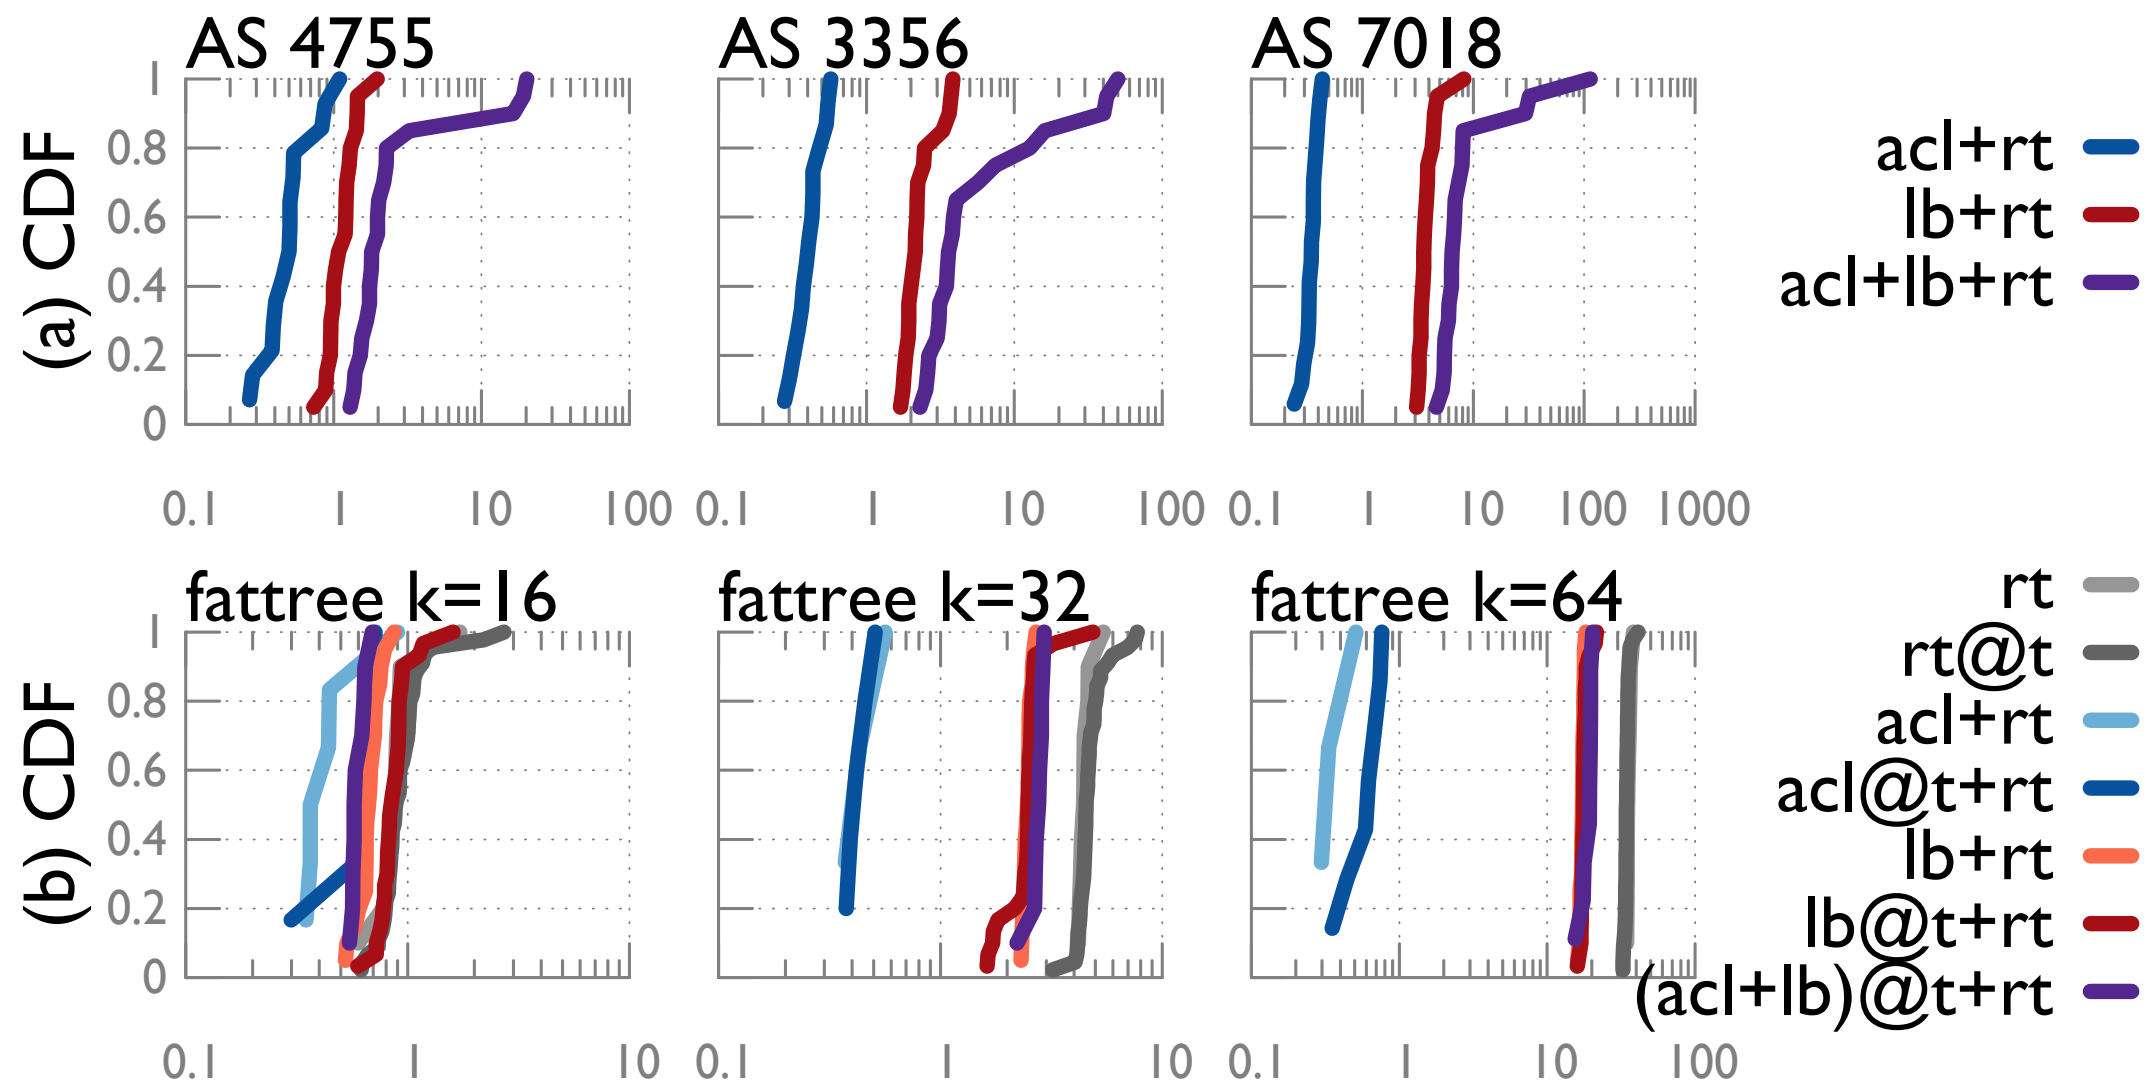 AS 4755 AS 3356 AS 7018
(a) CDF
1
0.8
0.6
0.4
0.2
0
0.1 1 10 100 0.1 1 10 100 0.1 1 10 100 1000
acl+rt
lb+rt
acl+lb+rt
fattree k=16 fattree k=32 fattree k=64
(b) CDF
1
0.8
0.6
0.4
0.2
0
0.1 1 10 0.1 1 10 0.1 1 10 100
rt
rt@t
acl+rt
acl@t+rt
lb+rt
lb@t+rt
(acl+lb)@t+rt